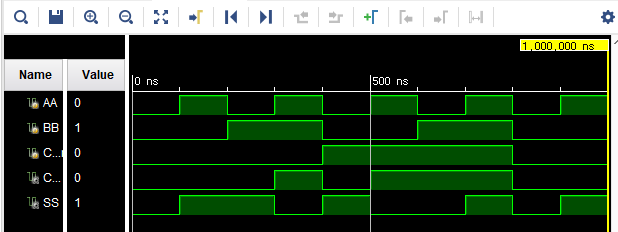 1,000,000 ns
Name Value
0 ns 500 ns
AA 0
BB 1
C...r 0
C... 0
SS 1